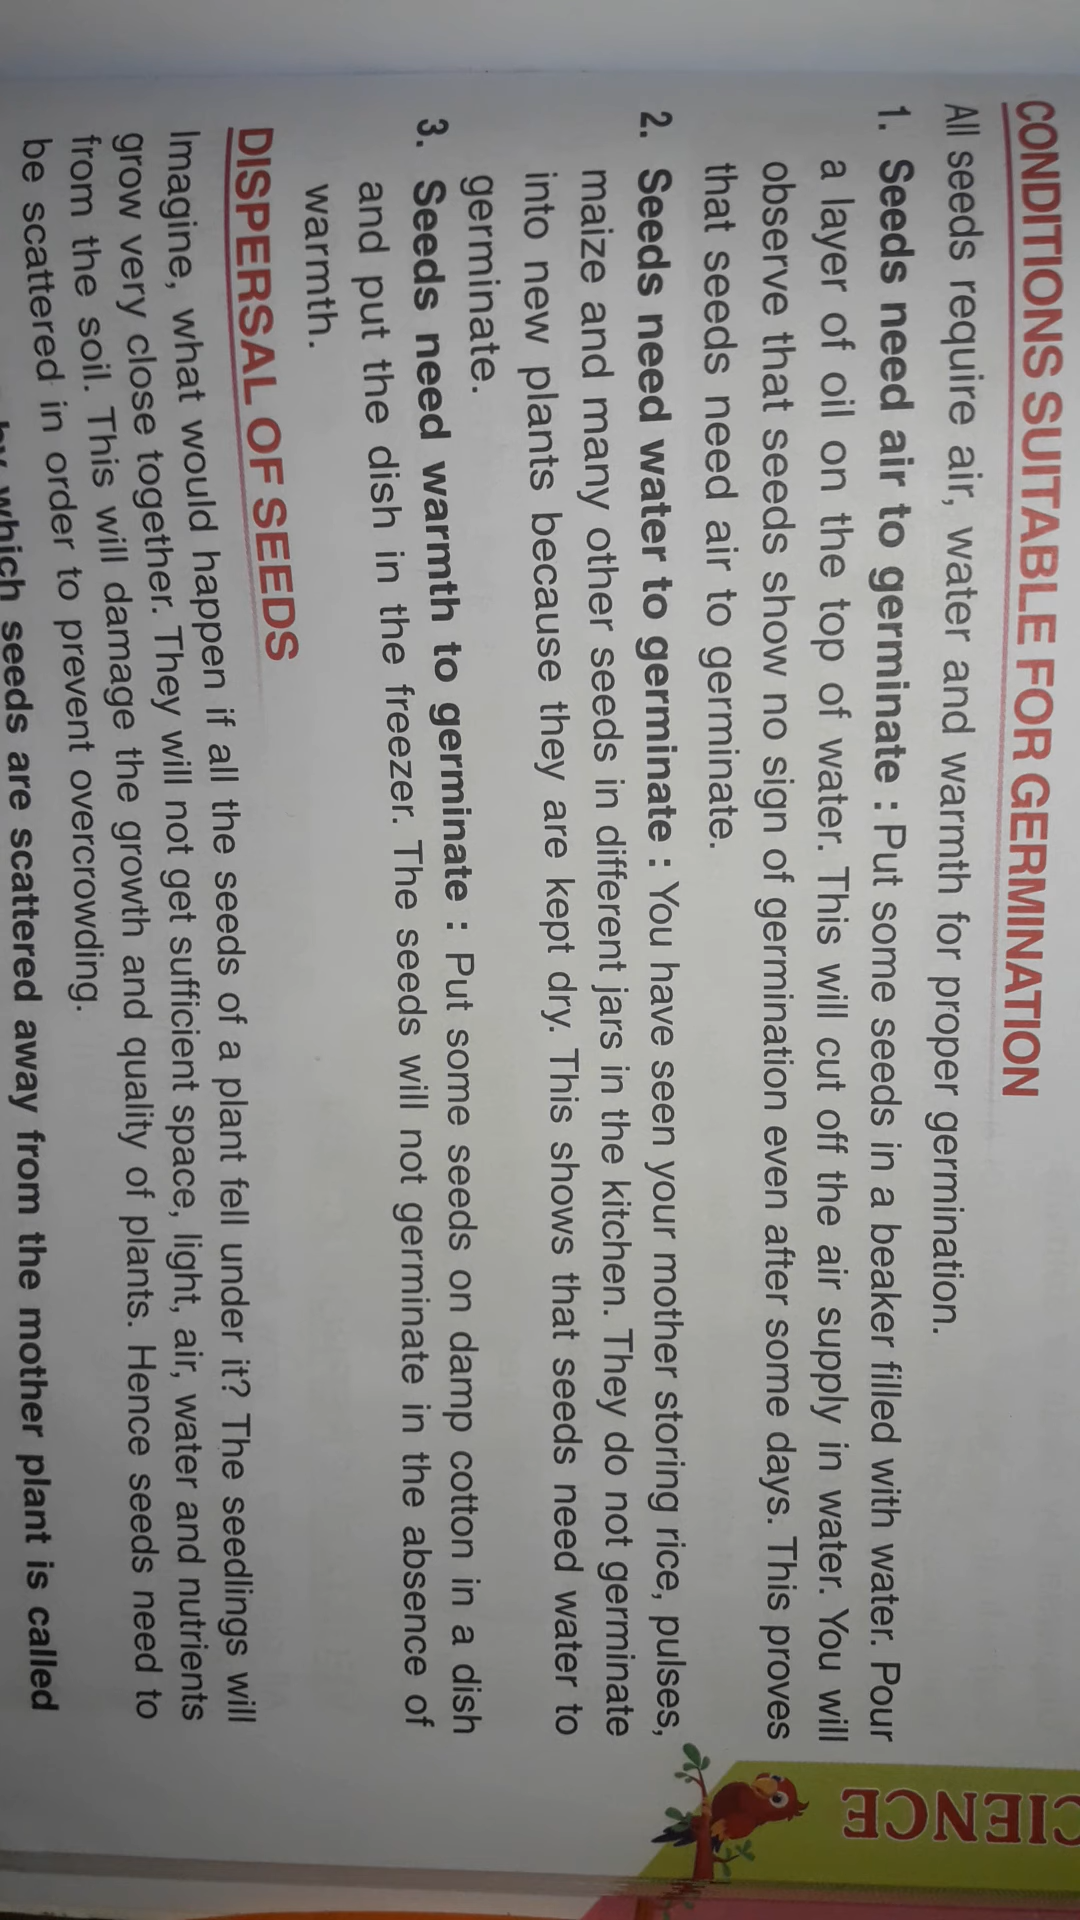 CIENCE
CONDITIONS SUITABLE FOR GERMINATION
All seeds require air, water and warmth for proper germination.
1. Seeds need air to germinate : Put some seeds in a beaker filled with water. Pour
a layer of oil on the top of water. This will cut off the air supply in water. You will
observe that seeds show no sign of germination even after some days. This proves
that seeds need air to germinate.
2. Seeds need water to germinate : You have seen your mother storing rice, pulses,
maize and many other seeds in different jars in the kitchen. They do not germinate
into new plants because they are kept dry. This shows that seeds need water to
germinate.
3. Seeds need warmth to germinate : Put some seeds on damp cotton in a dish
and put the dish in the freezer. The seeds will not germinate in the absence of
warmth.
DISPERSAL OF SEEDS
Imagine, what would happen if all the seeds of a plant fell under it? The seedlings will
grow very close together. They will not get sufficient space, light, air, water and nutrients
from the soil. This will damage the growth and quality of plants. Hence seeds need to
be scattered in order to prevent overcrowding.
by which seeds are scattered away from the mother plant is called